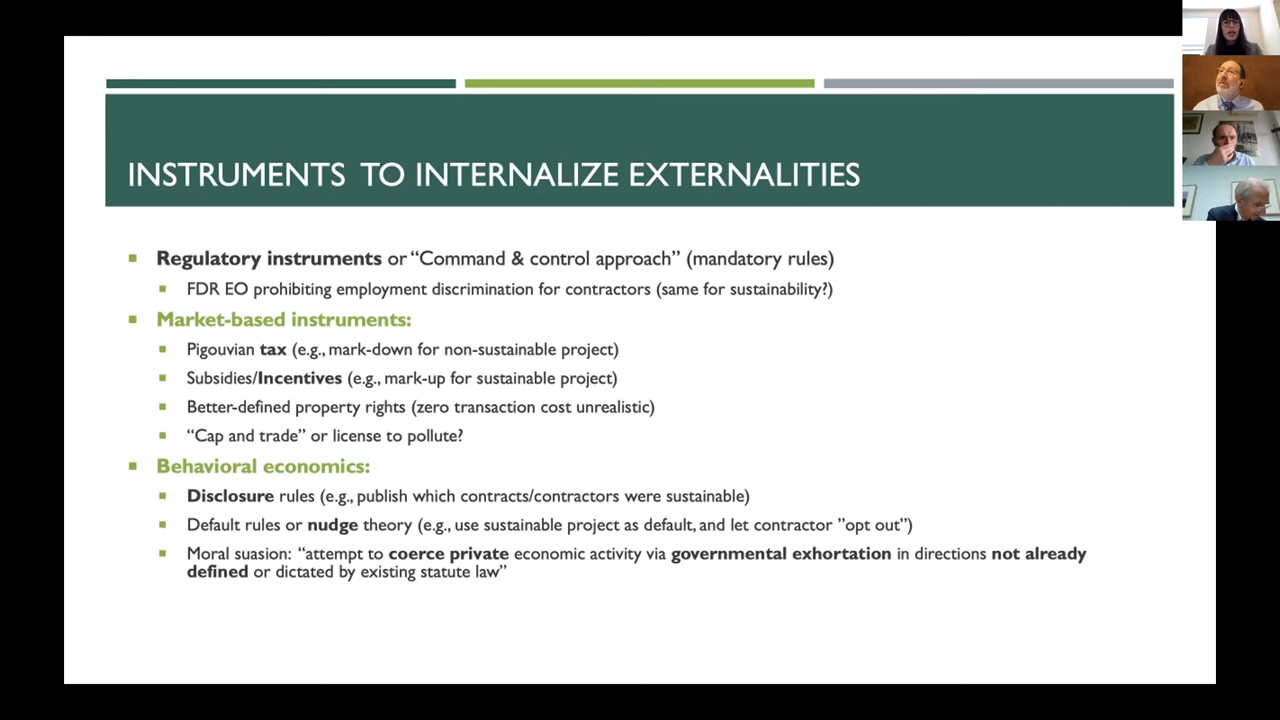 INSTRUMENTS TO INTERNALIZE EXTERNALITIES
Regulatory instruments or “Command & control approach” (mandatory rules)
FDR EO prohibiting employment discrimination for contractors (same for sustainability?)
Market-based instruments:
Pigouvian tax (e.g., mark-down for non-sustainable project)
Subsidies/Incentives (e.g., mark-up for sustainable project)
Better-defined property rights (zero transaction cost unrealistic)
“Cap and trade” or license to pollute?
Behavioral economics:
Disclosure rules (e.g., publish which contracts/contractors were sustainable)
Default rules or nudge theory (e.g., use sustainable project as default, and let contractor ”opt out”)
Moral suasion: “attempt to coerce private economic activity via governmental exhortation in directions not already
defined or dictated by existing statute law”